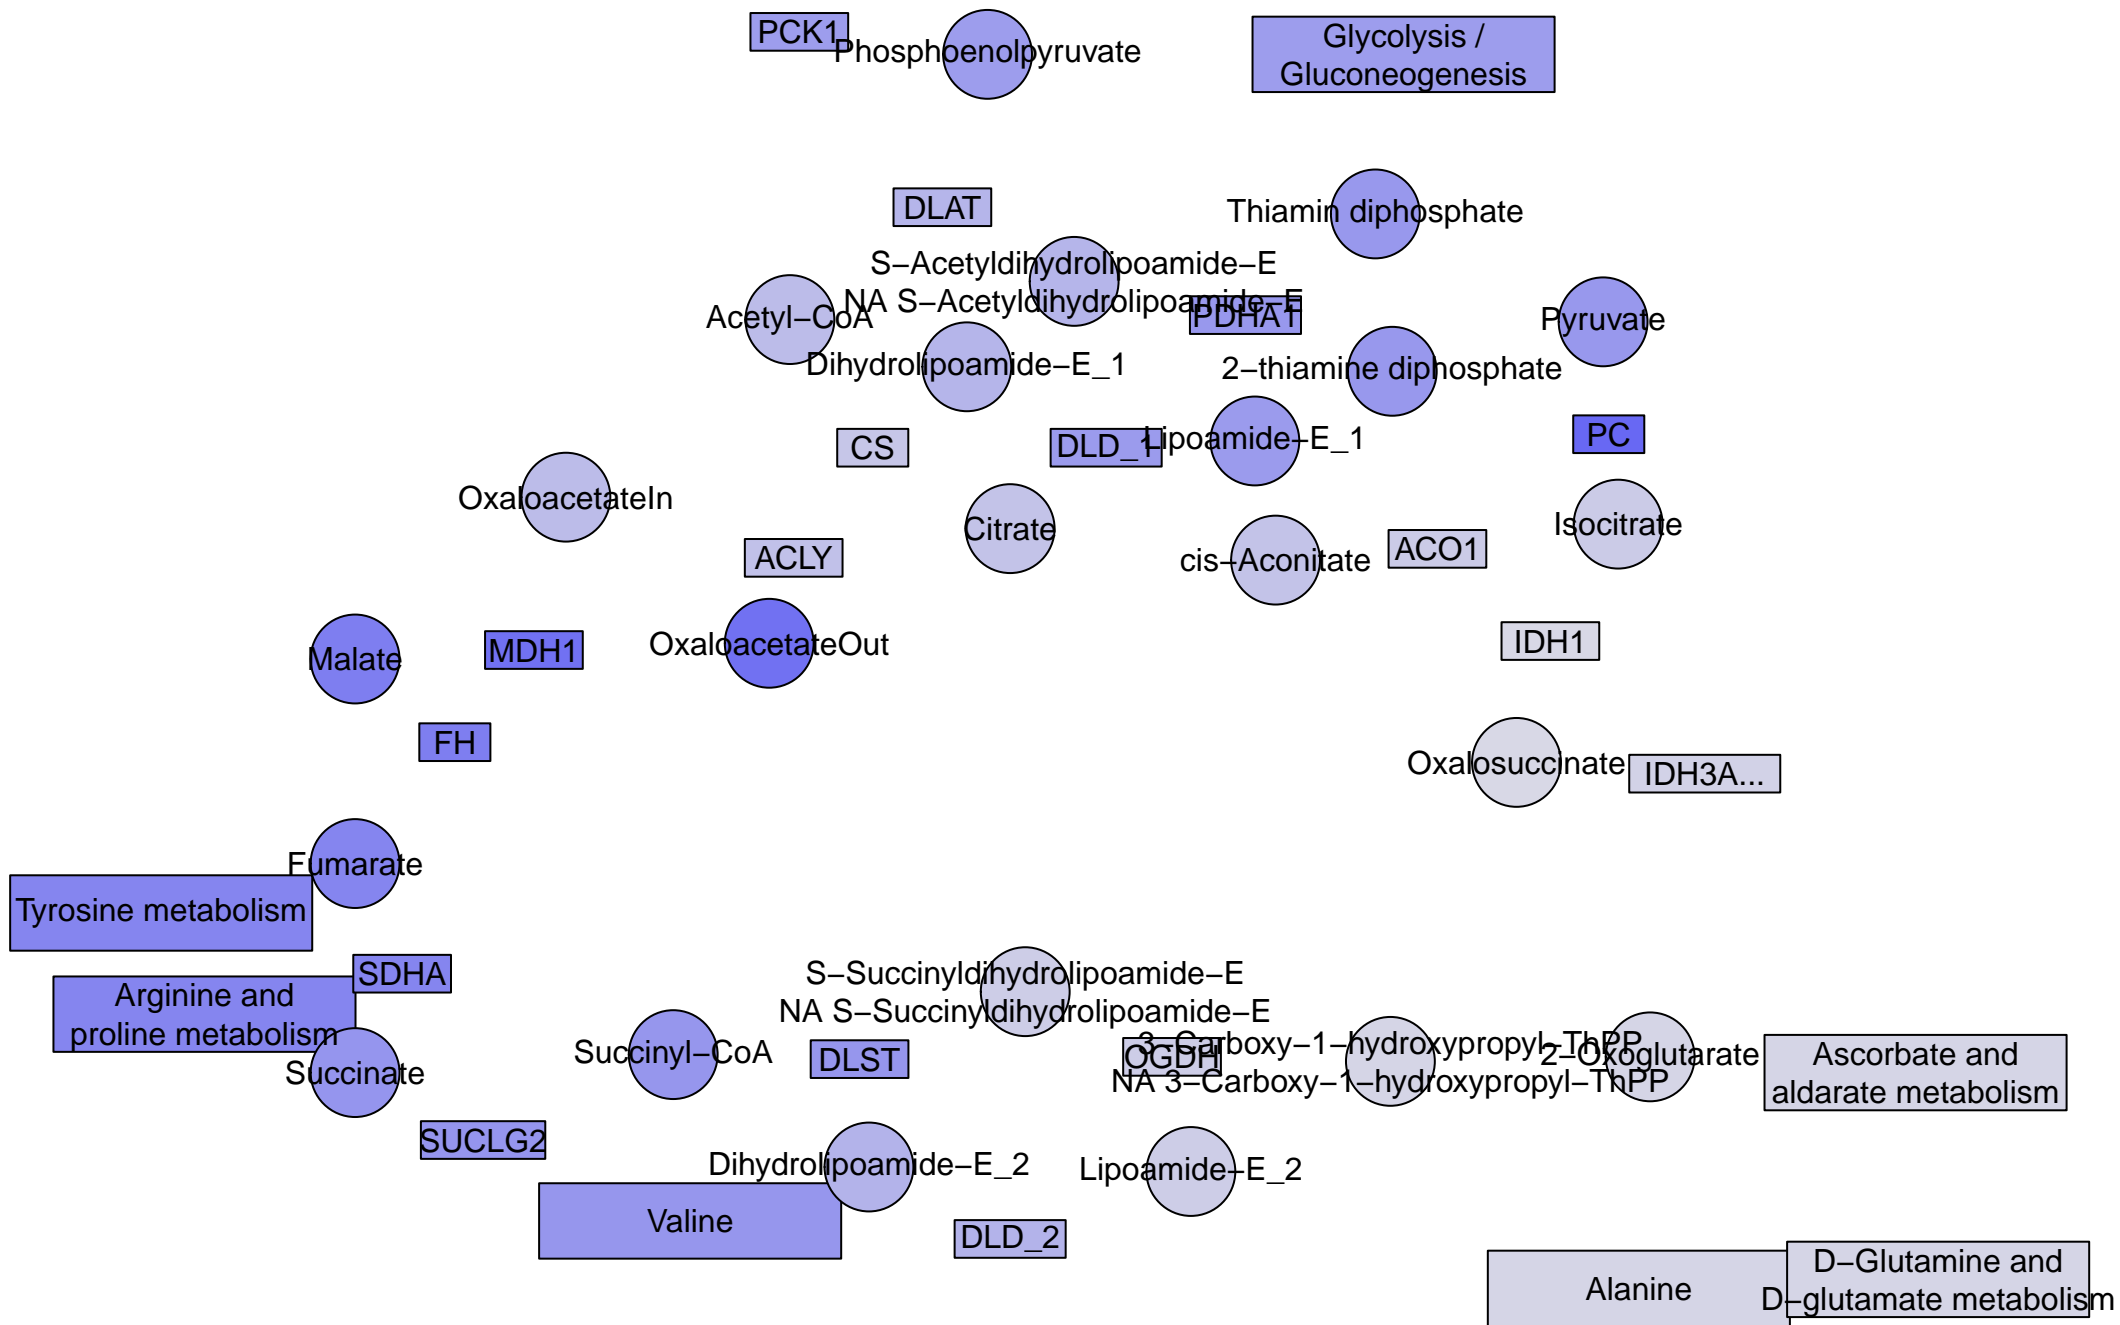 PCK1
Phosphoenolpyruvate
Glycolysis /
Gluconeogenesis
DLAT
Thiamin diphosphate
S−Acetyldihydrolipoamide−E
NA S−Acetyldihydrolipoamide−E
Acetyl−CoA
PDHA1
Pyruvate
Dihydrolipoamide−E_1
2−thiamine diphosphate
CS
DLD_1
Lipoamide−E_1
PC
OxaloacetateIn
Citrate
Isocitrate
ACLY
cis−Aconitate
ACO1
Malate
MDH1
OxaloacetateOut
IDH1
FH
Oxalosuccinate
IDH3A...
Fumarate
Tyrosine metabolism
SDHA
Arginine and
proline metabolism
S−Succinyldihydrolipoamide−E
NA S−Succinyldihydrolipoamide−E
Succinate
Succinyl−CoA
DLST
OGDH
3−Carboxy−1−hydroxypropyl−ThPP
NA 3−Carboxy−1−hydroxypropyl−ThPP
2−Oxoglutarate
Ascorbate and
aldarate metabolism
SUCLG2
Dihydrolipoamide−E_2
Lipoamide−E_2
Valine
DLD_2
Alanine
D−Glutamine and
D−glutamate metabolism